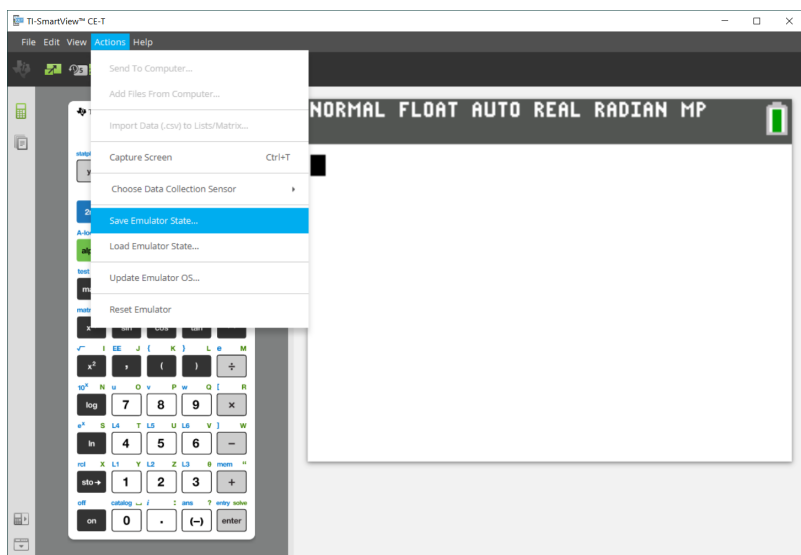 TI-SmartView™ CE-T
File Edit View Actions Help
Send To Computer...
Add Files From Computer...
Import Data (.csv) to Lists/Matrix...
Capture Screen Ctrl+T
Choose Data Collection Sensor
Save Emulator State...
Load Emulator State...
Update Emulator OS...
Reset Emulator
NORMAL FLOAT AUTO REAL RADIAN MP
A-lo
test
√ I EE J { K } L e M
x² , ( ) ÷
10ˣ N u O v P w Q [ R
log 7 8 9 ×
eˣ S L4 T L5 U L6 V ] W
ln 4 5 6 −
rcl X L1 Y L2 Z L3 θ mem "
sto→ 1 2 3 +
off catalog i : ans ? entry solve
on 0 . (−) enter